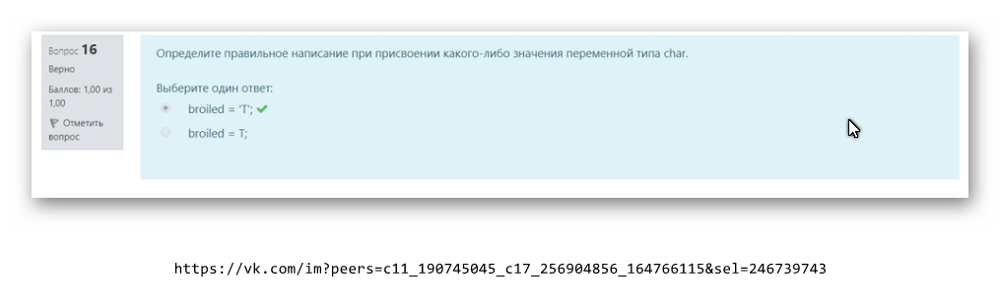 Вопрос 16
Верно
Баллов: 1,00 из
1,00
Отметить
вопрос
Определите правильное написание при присвоении какого-либо значения переменной типа char.
Выберите один ответ:
broiled = 'T';
broiled = T;
https://vk.com/im?peers=c11_190745045_c17_256904856_164766115&sel=246739743